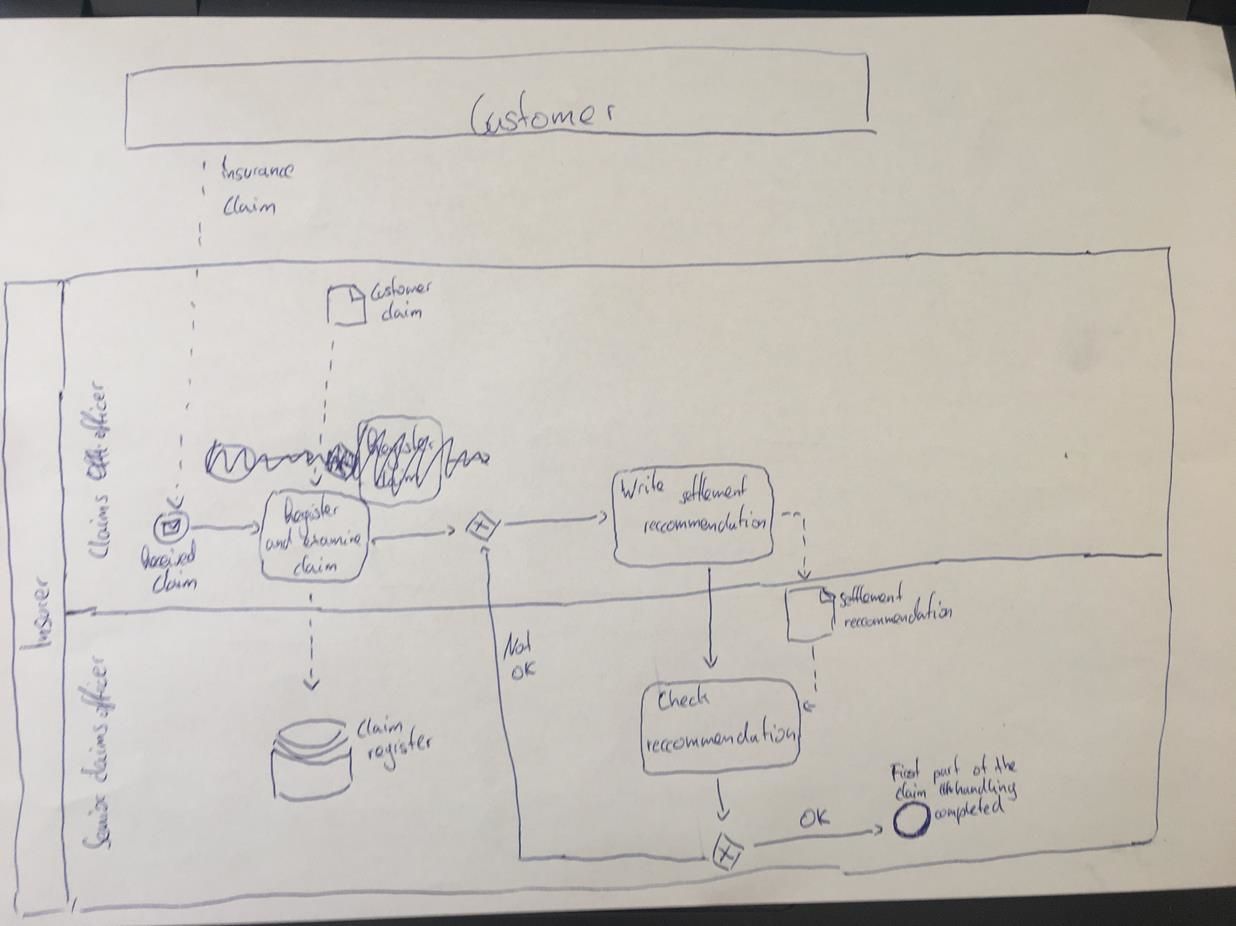 Customer
Insurance
Claim
Customer
claim
Claims officer
Received
Claim
Register
and examine
claim
Write settlement
reccommendation
settlement
reccommendation
Insurer
Senior claims officer
Not
OK
Check
reccommendation
Claim
register
First part of the
claim handling
completed
OK